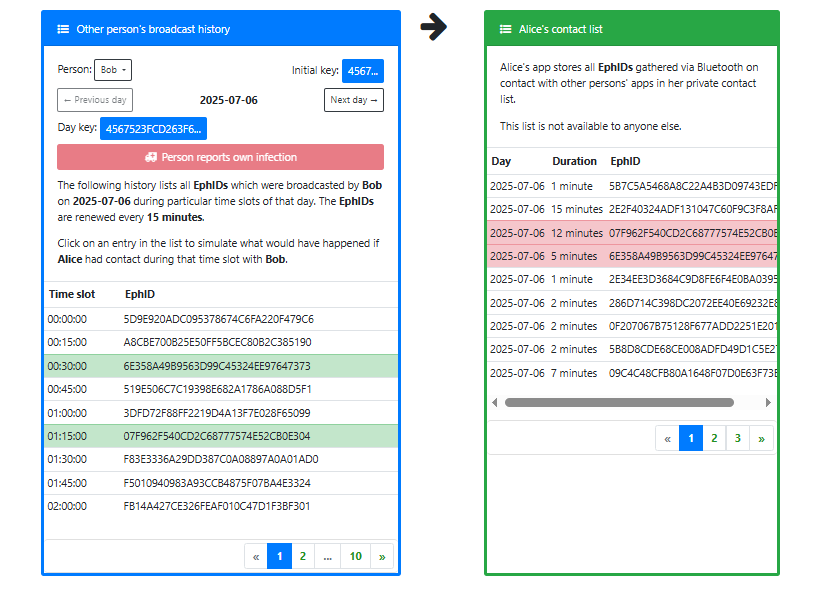 Other person's broadcast history
Person: Bob
Initial key: 4567...
← Previous day
2025-07-06
Next day →
Day key: 4567523FCD263F6...
Person reports own infection
The following history lists all EphIDs which were broadcasted by Bob
on 2025-07-06 during particular time slots of that day. The EphIDs
are renewed every 15 minutes.
Click on an entry in the list to simulate what would have happened if
Alice had contact during that time slot with Bob.
Time slot EphID
00:00:00 5D9E920ADC095378674C6FA220F479C6
00:15:00 A8CBE700B25E50FF5BCEC80B2C385190
00:30:00 6E358A49B9563D99C45324EE97647373
00:45:00 519E506C7C19398E682A1786A088D5F1
01:00:00 3DFD72F88FF2219D4A13F7E028F65099
01:15:00 07F962F540CD2C68777574E52CB0E304
01:30:00 F83E3336A29DD387C0A08897A0A01AD0
01:45:00 F5010940983A93CCB4875F07BA4E3324
02:00:00 FB14A427CE326FEAF010C47D1F3BF301
« 1 2 ... 10 »
Alice's contact list
Alice's app stores all EphIDs gathered via Bluetooth on
contact with other persons' apps in her private contact
list.
This list is not available to anyone else.
Day Duration EphID
2025-07-06 1 minute 5B7C5A5468A8C22A4B3D09743EDF
2025-07-06 15 minutes 2E2F40324ADF131047C60F9C3F8AF
2025-07-06 12 minutes 07F962F540CD2C68777574E52CB0E
2025-07-06 5 minutes 6E358A49B9563D99C45324EE97647
2025-07-06 1 minute 2E34EE3D3684C9D8FE6F4E0BA0395
2025-07-06 2 minutes 286D714C398DC2072EE40E69232E8
2025-07-06 2 minutes 0F207067B75128F677ADD2251E201
2025-07-06 2 minutes 5B8D8CDE68CE008ADFD49D1C5E27
2025-07-06 7 minutes 09C4C48CFB80A1648F07D0E63F73E
« 1 2 3 »